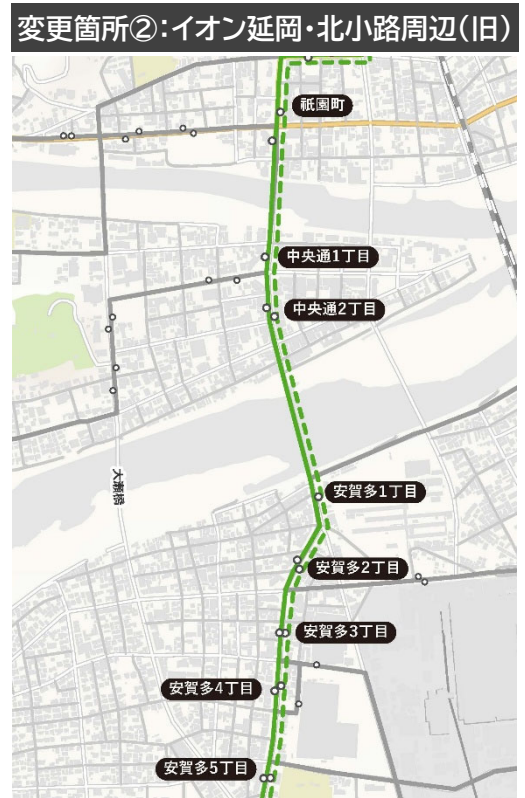 変更箇所②:イオン延岡・北小路周辺(旧)
祇園町
中央通1丁目
中央通2丁目
大瀬橋
安賀多1丁目
安賀多2丁目
安賀多3丁目
安賀多4丁目
安賀多5丁目